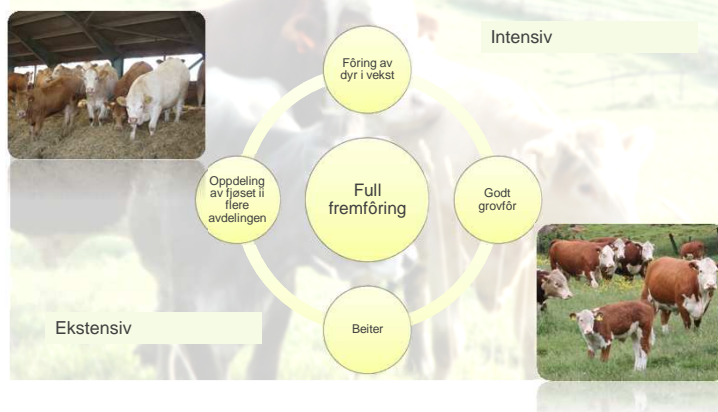 Intensiv
Fôring av
dyr i vekst
Oppdeling
av fjøset ii
flere
avdelingen
Full
fremfôring
Godt
grovfôr
Beiter
Ekstensiv